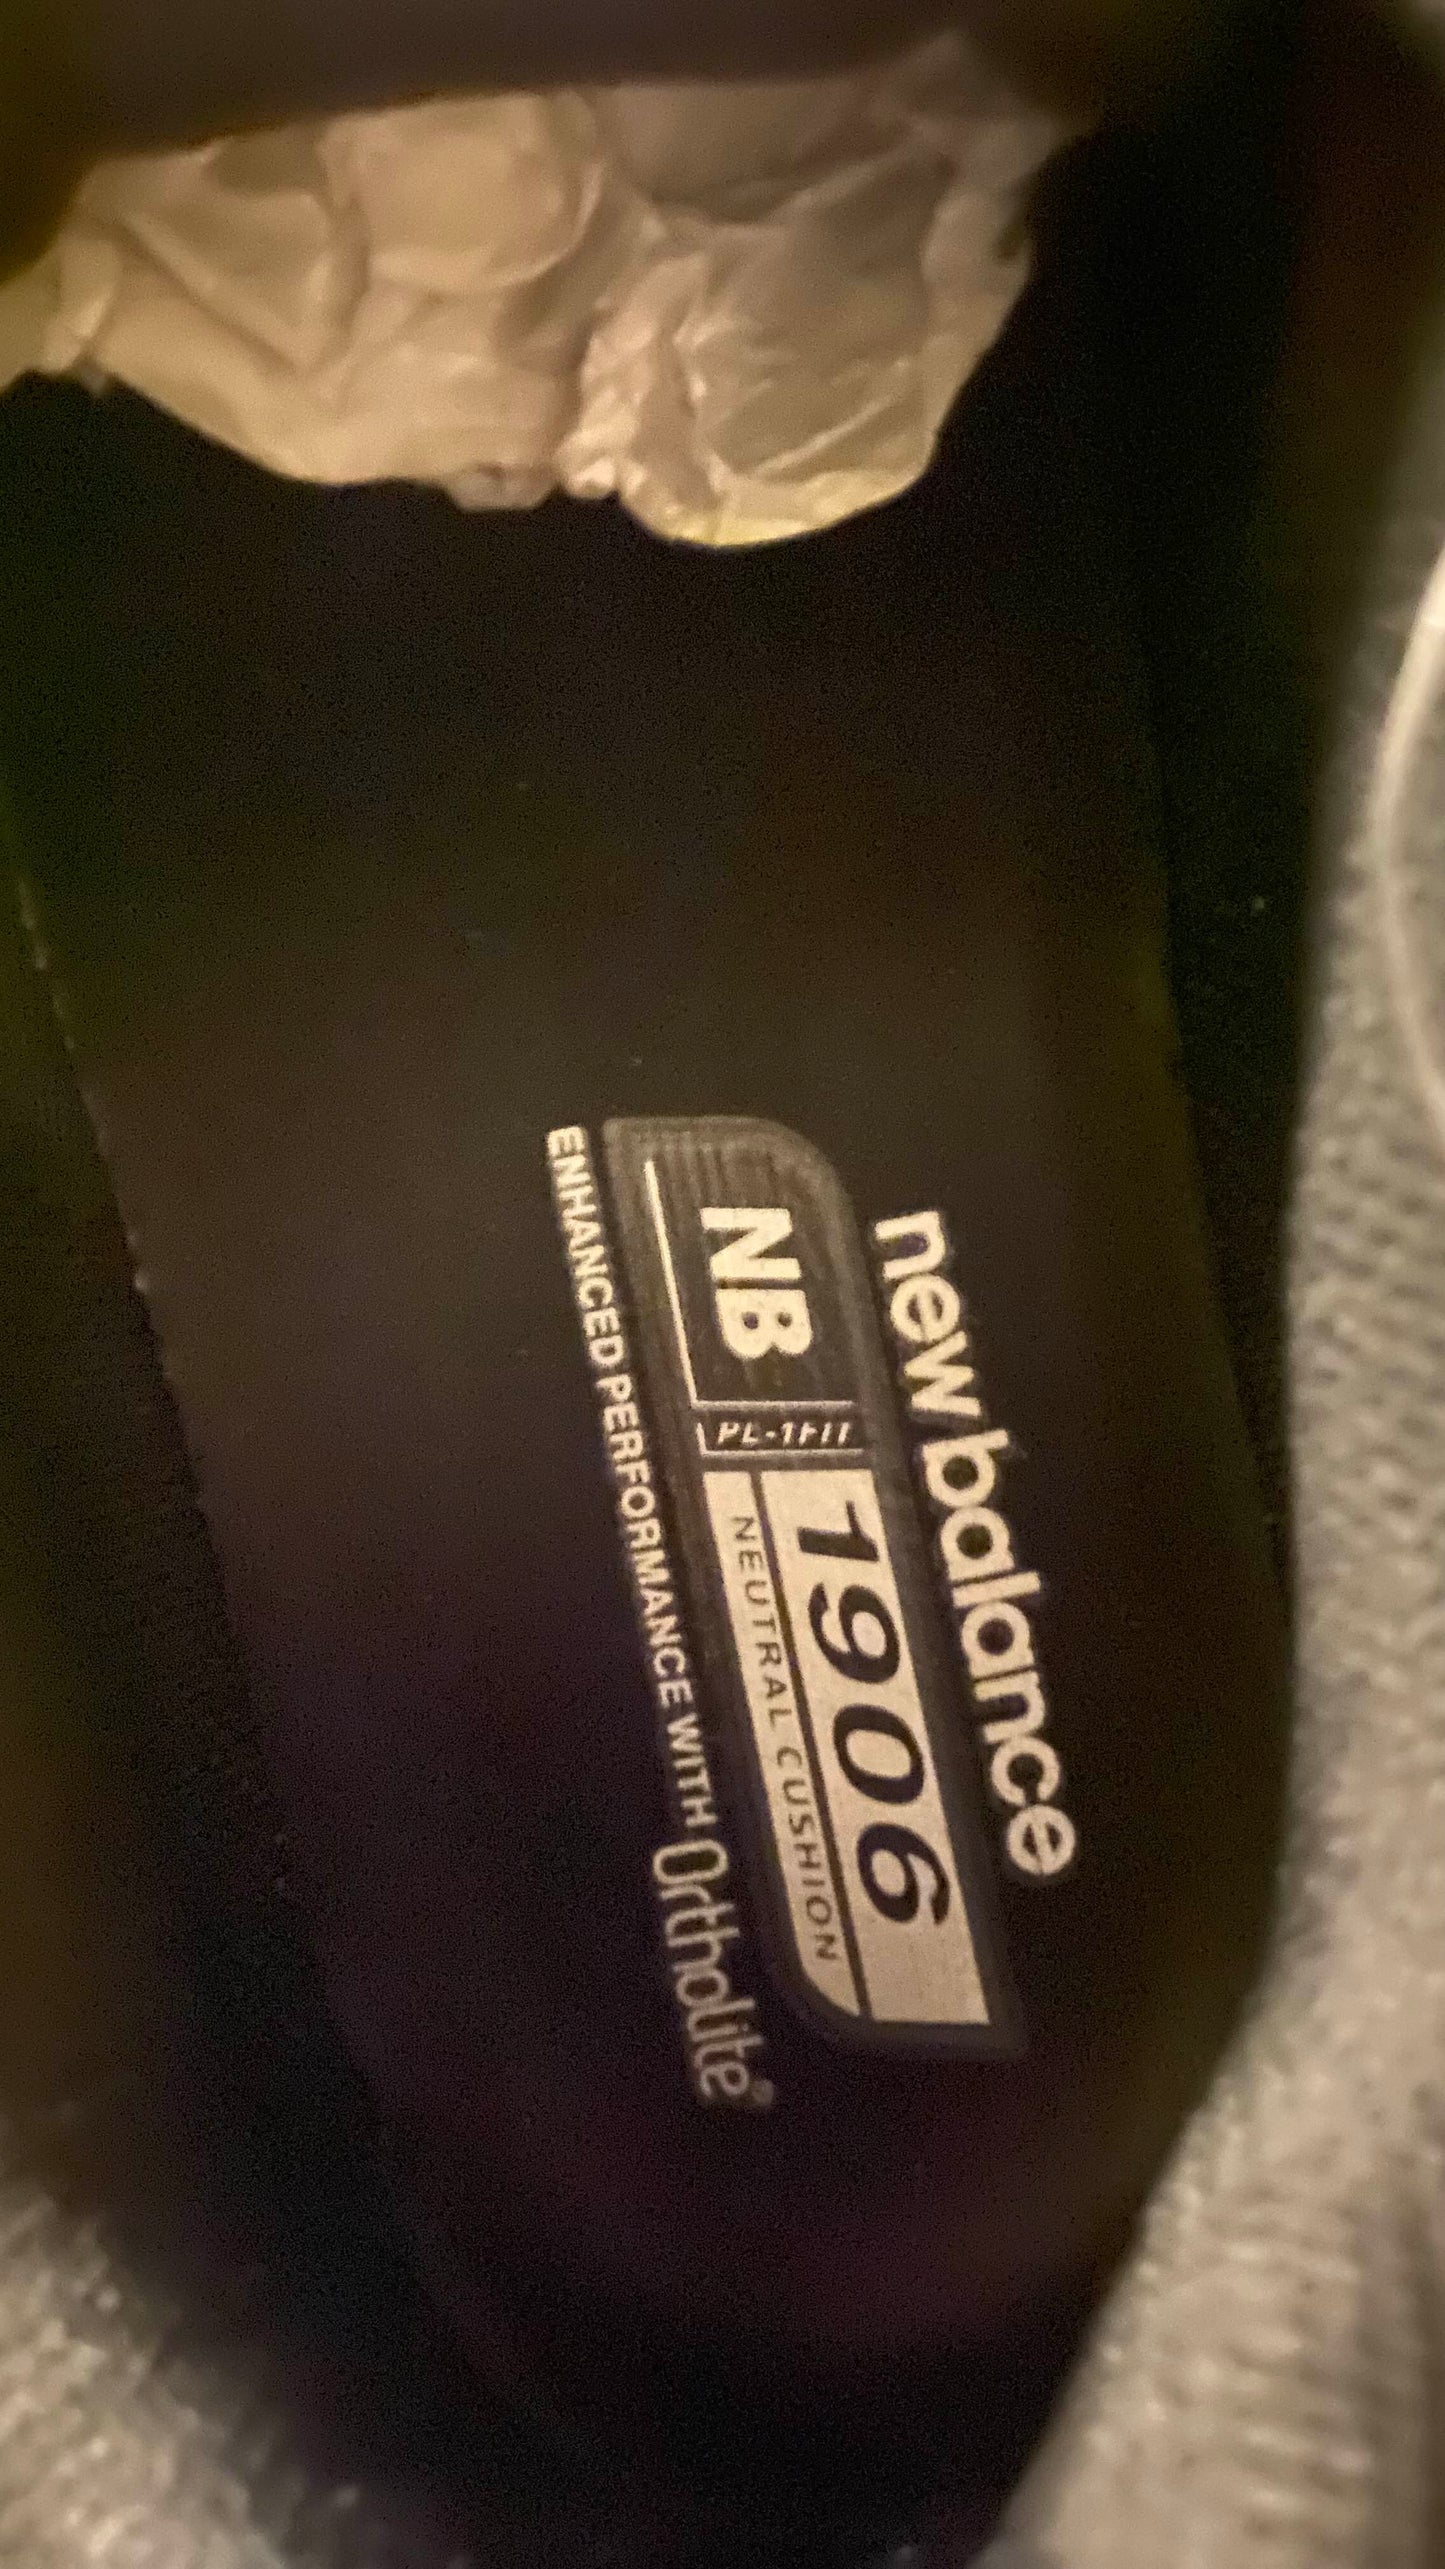 new balance
NB
PL-1FIT
1906
NEUTRAL CUSHION
ENHANCED PERFORMANCE WITH Ortholite®